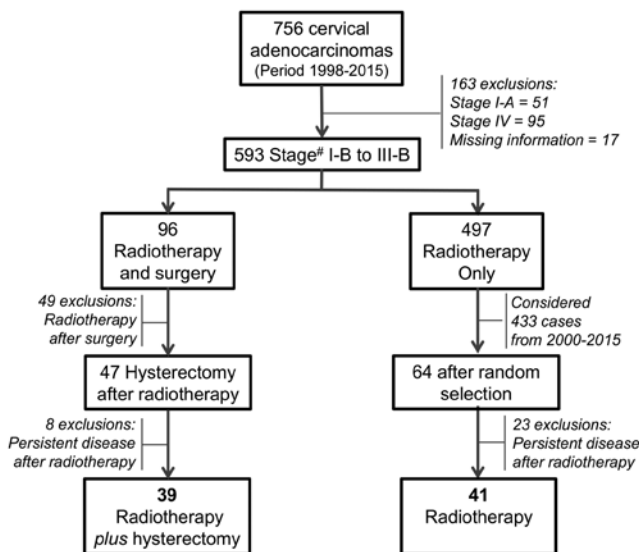 756 cervical
adenocarcinomas
(Period 1998-2015)
163 exclusions:
Stage I-A = 51
Stage IV = 95
Missing information = 17
593 Stage# I-B to III-B
96
Radiotherapy
and surgery
497
Radiotherapy
Only
49 exclusions:
Radiotherapy
after surgery
Considered
433 cases
from 2000-2015
47 Hysterectomy
after radiotherapy
64 after random
selection
8 exclusions:
Persistent disease
after radiotherapy
23 exclusions:
Persistent disease
after radiotherapy
39
Radiotherapy
plus hysterectomy
41
Radiotherapy